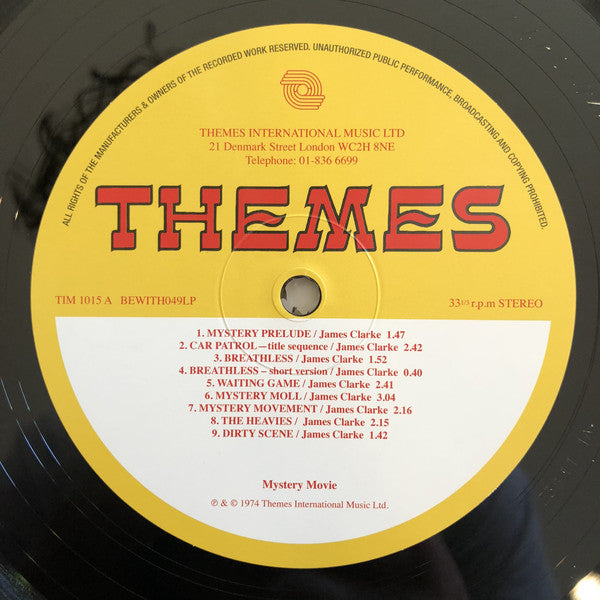 ALL RIGHTS OF THE MANUFACTURERS & OWNERS OF THE RECORDED WORK RESERVED. UNAUTHORIZED PUBLIC PERFORMANCE, BROADCASTING AND COPYING PROHIBITED.
THEMES INTERNATIONAL MUSIC LTD
21 Denmark Street London WC2H 8NE
Telephone: 01-836 6699
THEMES
TIM 1015 A BEWITH049LP
33 1/3 r.p.m STEREO
1. MYSTERY PRELUDE / James Clarke 1.47
2. CAR PATROL – title sequence / James Clarke 2.42
3. BREATHLESS / James Clarke 1.52
4. BREATHLESS – short version / James Clarke 0.40
5. WAITING GAME / James Clarke 2.41
6. MYSTERY MOLL / James Clarke 3.04
7. MYSTERY MOVEMENT / James Clarke 2.16
8. THE HEAVIES / James Clarke 2.15
9. DIRTY SCENE / James Clarke 1.42
Mystery Movie
℗ & © 1974 Themes International Music Ltd.